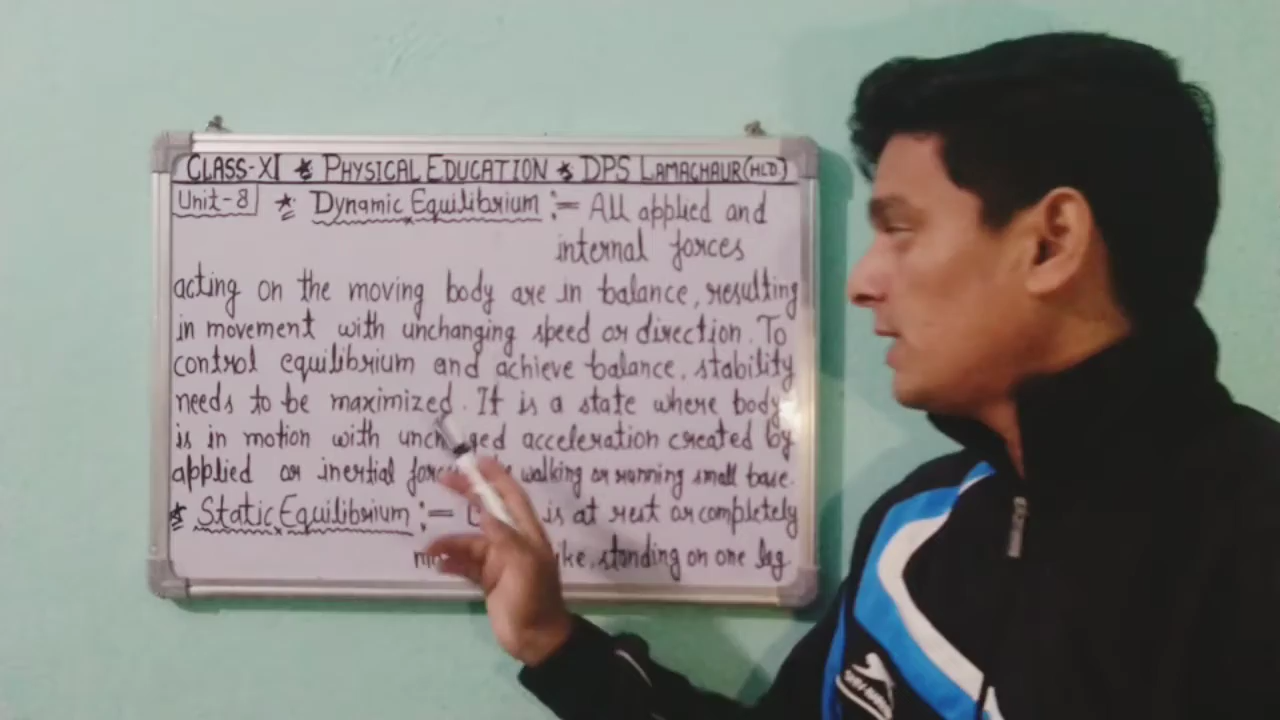 CLASS-XI * PHYSICAL EDUCATION * DPS LAMACHAUR (HLD.)
Unit-8 * Dynamic Equilibrium := All applied and
internal forces
acting on the moving body are in balance, resulting
in movement with unchanging speed or direction. To
control equilibrium and achieve balance, stability
needs to be maximized. It is a state where body
is in motion with acceleration created by
applied or inertial walking or running small base.
* Static Equilibrium := is at rest or completely
standing on one leg.